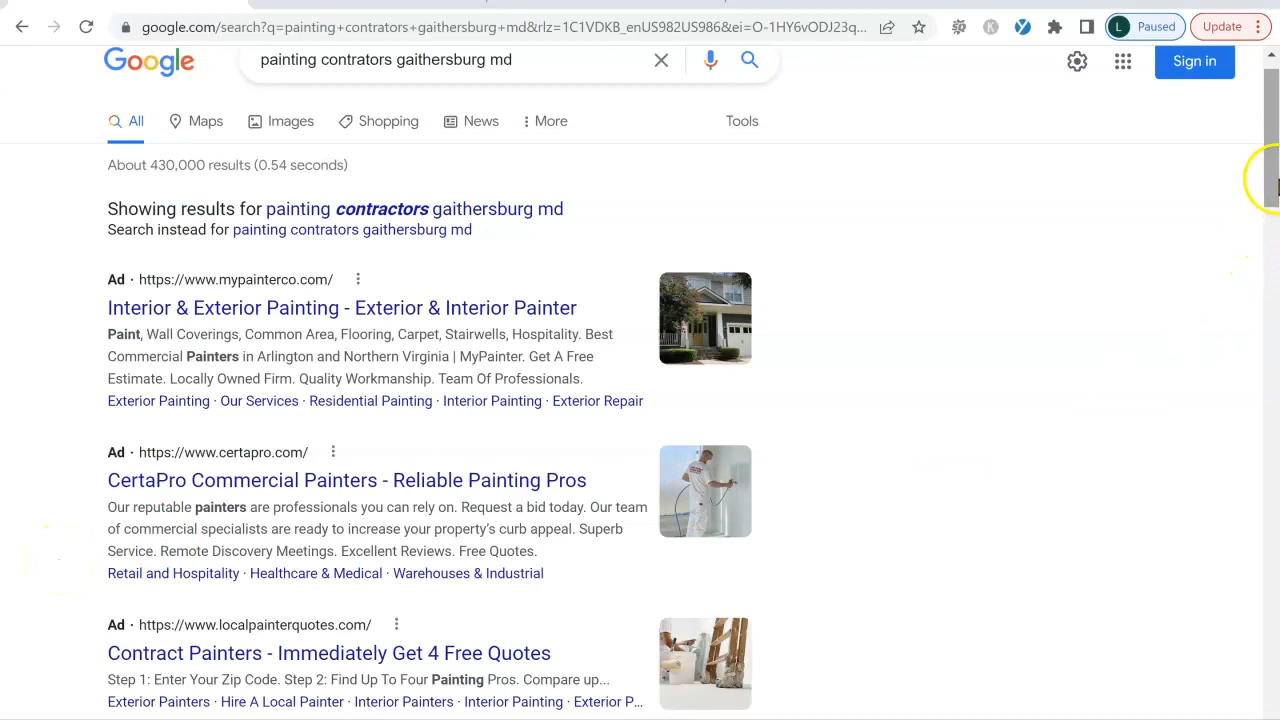 google.com/search?q=painting+contrators+gaithersburg+md&rlz=1C1VDKB_enUS982US986&ei=O-1HY6vODJ23q...
L Paused
Update
Google
painting contrators gaithersburg md
Sign in
All
Maps
Images
Shopping
News
More
Tools
About 430,000 results (0.54 seconds)
Showing results for painting contractors gaithersburg md
Search instead for painting contrators gaithersburg md
Ad · https://www.mypainterco.com/
Interior & Exterior Painting - Exterior & Interior Painter
Paint, Wall Coverings, Common Area, Flooring, Carpet, Stairwells, Hospitality. Best
Commercial Painters in Arlington and Northern Virginia | MyPainter. Get A Free
Estimate. Locally Owned Firm. Quality Workmanship. Team Of Professionals.
Exterior Painting · Our Services · Residential Painting · Interior Painting · Exterior Repair
Ad · https://www.certapro.com/
CertaPro Commercial Painters - Reliable Painting Pros
Our reputable painters are professionals you can rely on. Request a bid today. Our team
of commercial specialists are ready to increase your property's curb appeal. Superb
Service. Remote Discovery Meetings. Excellent Reviews. Free Quotes.
Retail and Hospitality · Healthcare & Medical · Warehouses & Industrial
Ad · https://www.localpainterquotes.com/
Contract Painters - Immediately Get 4 Free Quotes
Step 1: Enter Your Zip Code. Step 2: Find Up To Four Painting Pros. Compare up...
Exterior Painters · Hire A Local Painter · Interior Painters · Interior Painting · Exterior P...